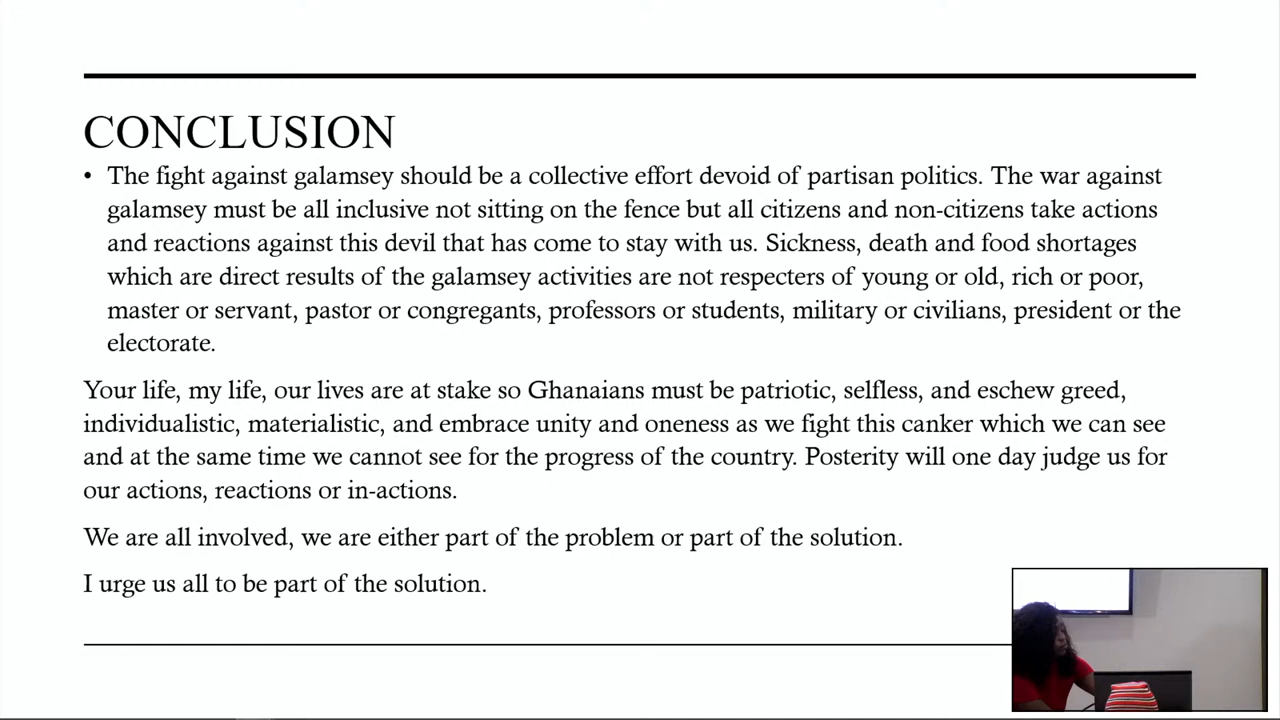 CONCLUSION
• The fight against galamsey should be a collective effort devoid of partisan politics. The war against
galamsey must be all inclusive not sitting on the fence but all citizens and non-citizens take actions
and reactions against this devil that has come to stay with us. Sickness, death and food shortages
which are direct results of the galamsey activities are not respecters of young or old, rich or poor,
master or servant, pastor or congregants, professors or students, military or civilians, president or the
electorate.
Your life, my life, our lives are at stake so Ghanaians must be patriotic, selfless, and eschew greed,
individualistic, materialistic, and embrace unity and oneness as we fight this canker which we can see
and at the same time we cannot see for the progress of the country. Posterity will one day judge us for
our actions, reactions or in-actions.
We are all involved, we are either part of the problem or part of the solution.
I urge us all to be part of the solution.